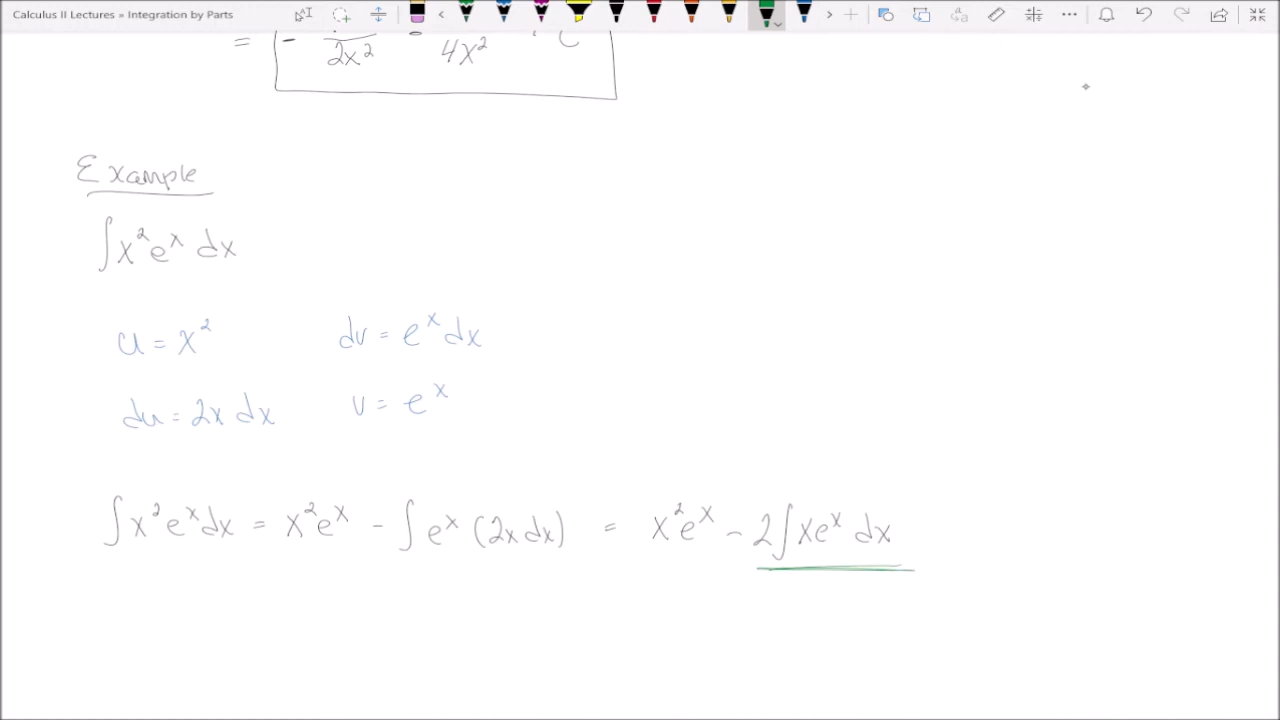 Calculus II Lectures » Integration by Parts
= - 2x² 4x² C
Example
∫x²eˣ dx
u = x² dv = eˣ dx
du = 2x dx v = eˣ
∫x²eˣdx = x²eˣ - ∫eˣ (2x dx) = x²eˣ - 2∫xeˣ dx